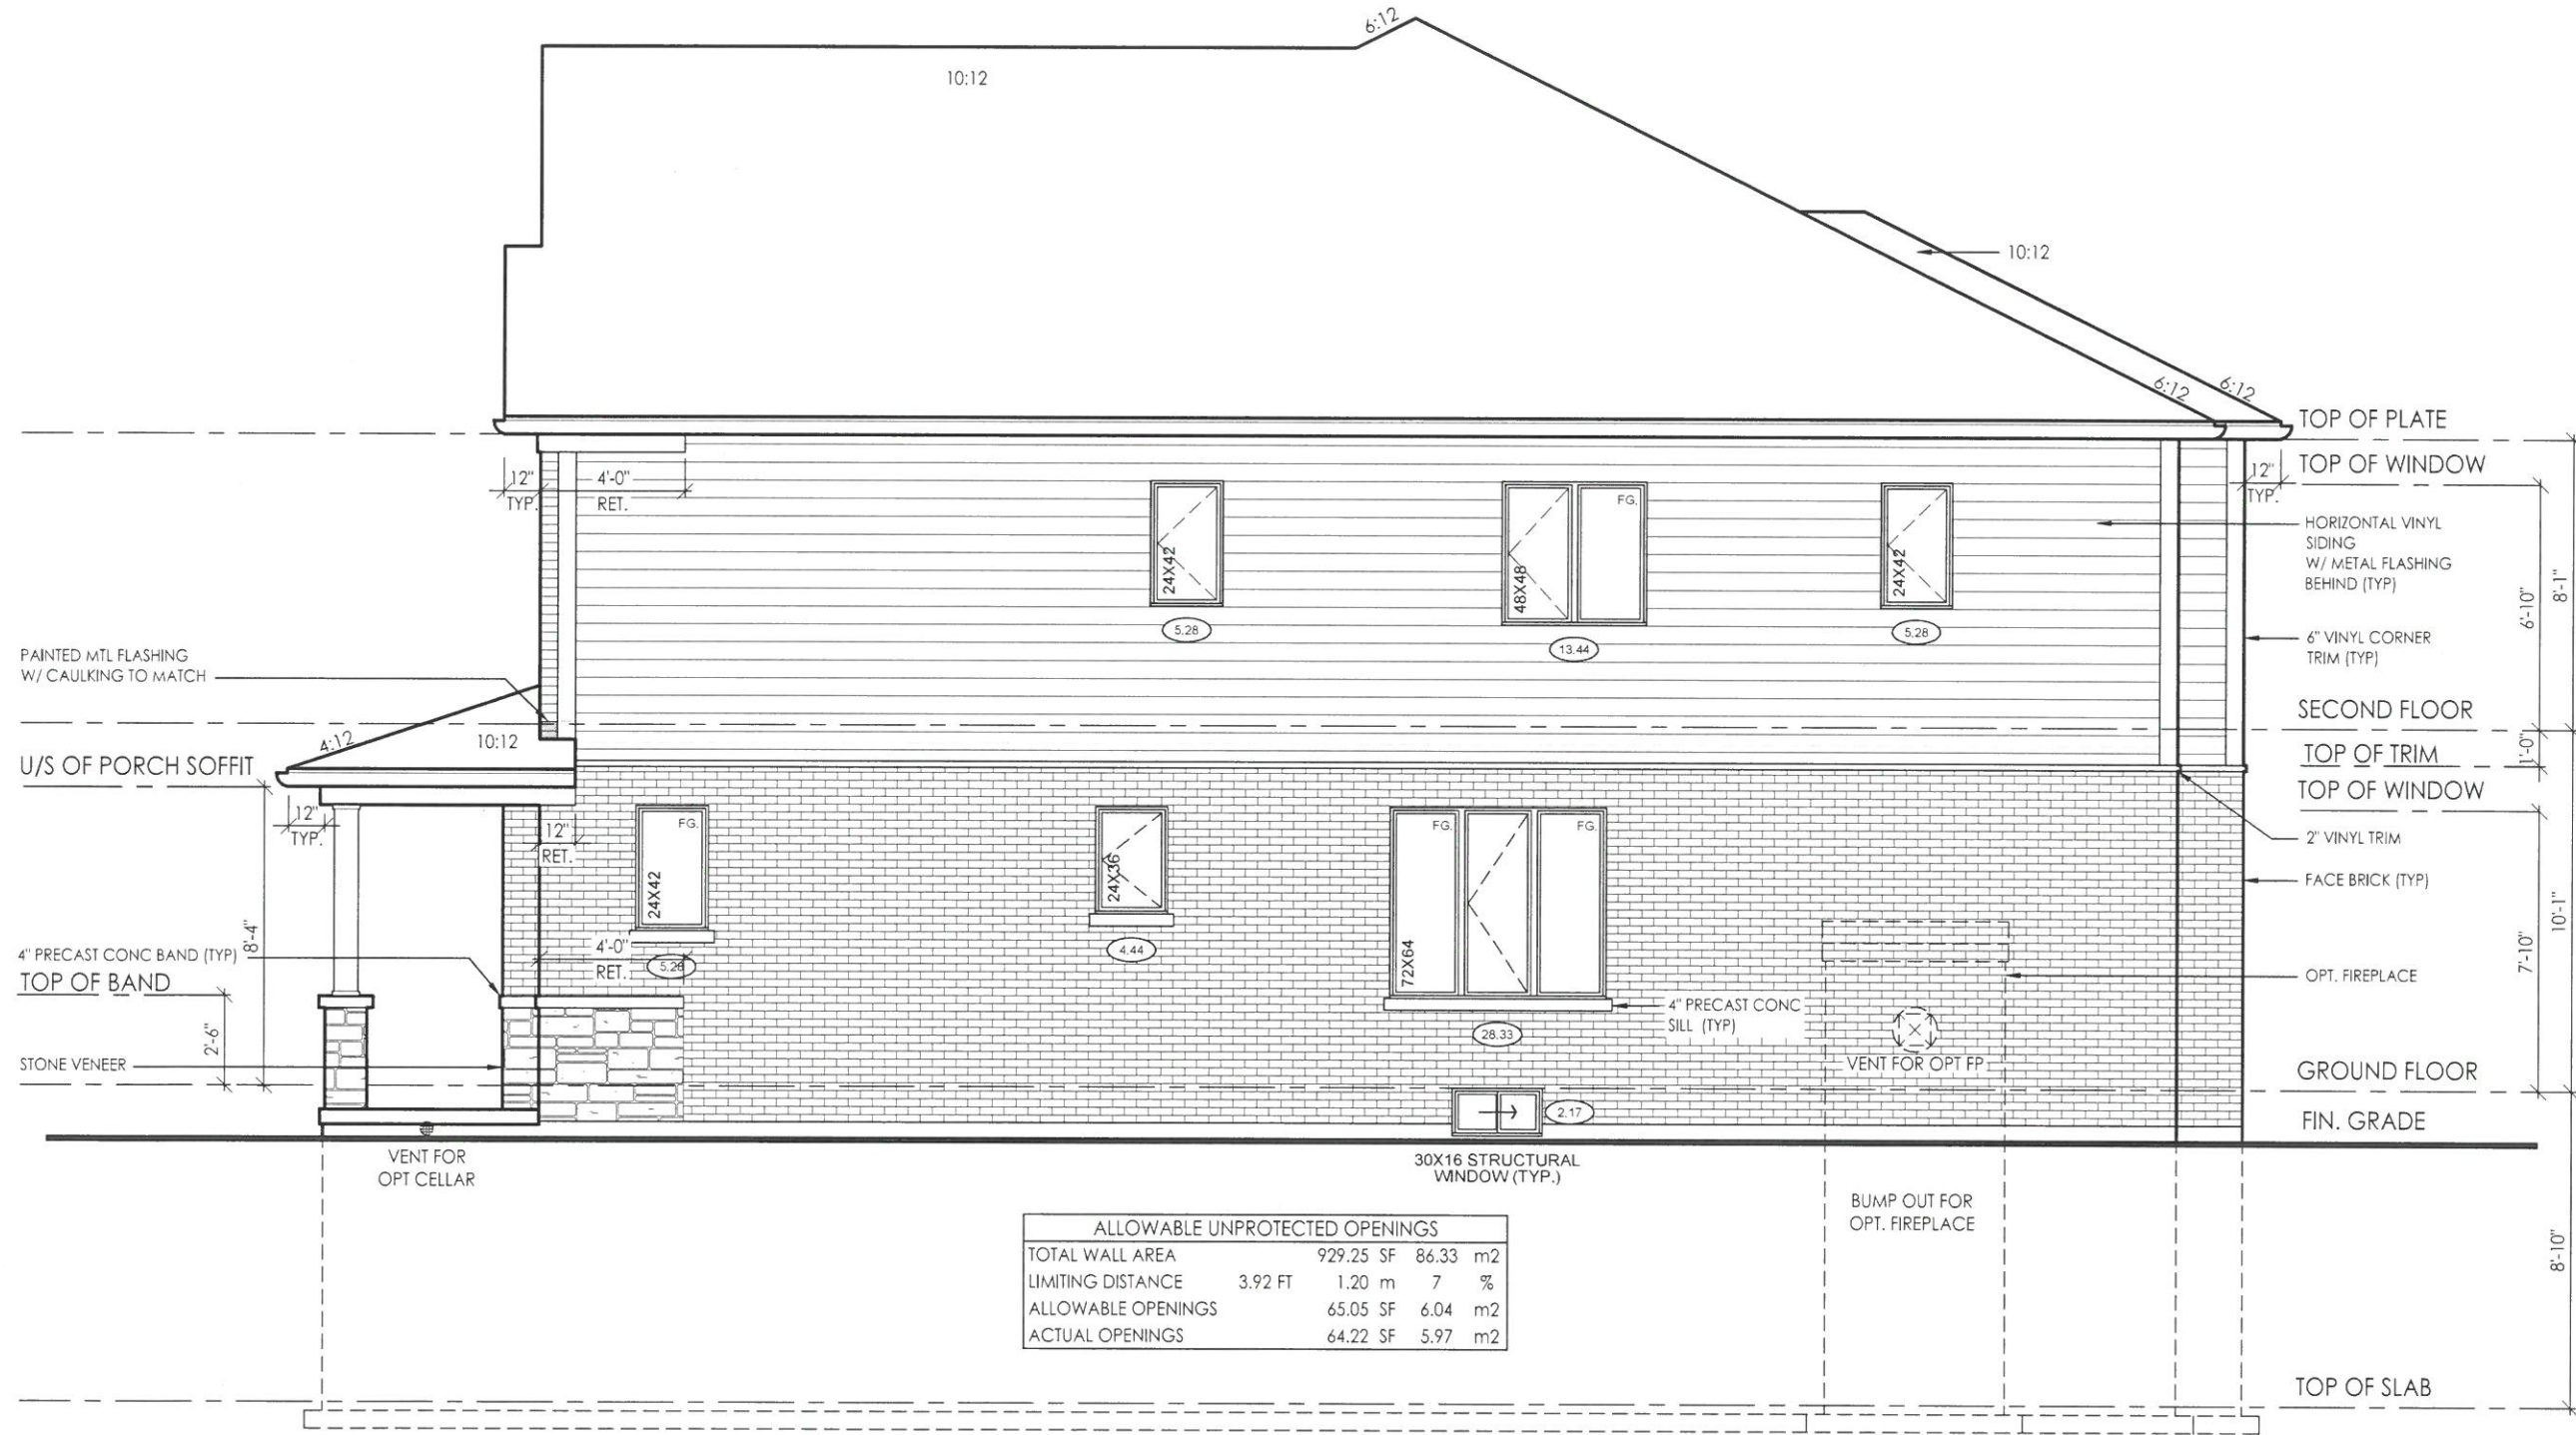 6:12
10:12
10:12
6:12
6:12
TOP OF PLATE
12"
TYP.
4'-0"
RET.
12"
TYP.
TOP OF WINDOW
FG.
24X42
48X48
24X42
HORIZONTAL VINYL
SIDING
W/ METAL FLASHING
BEHIND (TYP)
6'-10"
8'-1"
5.28
13.44
5.28
6" VINYL CORNER
TRIM (TYP)
PAINTED MTL FLASHING
W/ CAULKING TO MATCH
SECOND FLOOR
4:12
10:12
TOP OF TRIM
1'-0"
U/S OF PORCH SOFFIT
TOP OF WINDOW
12"
TYP.
12"
RET.
FG.
24X42
24X36
FG.
FG.
72X64
2" VINYL TRIM
FACE BRICK (TYP)
8'-4"
10'-1"
7'-10"
4'-0"
RET.
5.28
4.44
4" PRECAST CONC BAND (TYP)
TOP OF BAND
OPT. FIREPLACE
4" PRECAST CONC
SILL (TYP)
28.33
2'-6"
STONE VENEER
VENT FOR OPT FP
GROUND FLOOR
2.17
FIN. GRADE
VENT FOR
OPT CELLAR
30X16 STRUCTURAL
WINDOW (TYP.)
BUMP OUT FOR
OPT. FIREPLACE
8'-10"
ALLOWABLE UNPROTECTED OPENINGS
TOTAL WALL AREA 929.25 SF 86.33 m2
LIMITING DISTANCE 3.92 FT 1.20 m 7 %
ALLOWABLE OPENINGS 65.05 SF 6.04 m2
ACTUAL OPENINGS 64.22 SF 5.97 m2
TOP OF SLAB